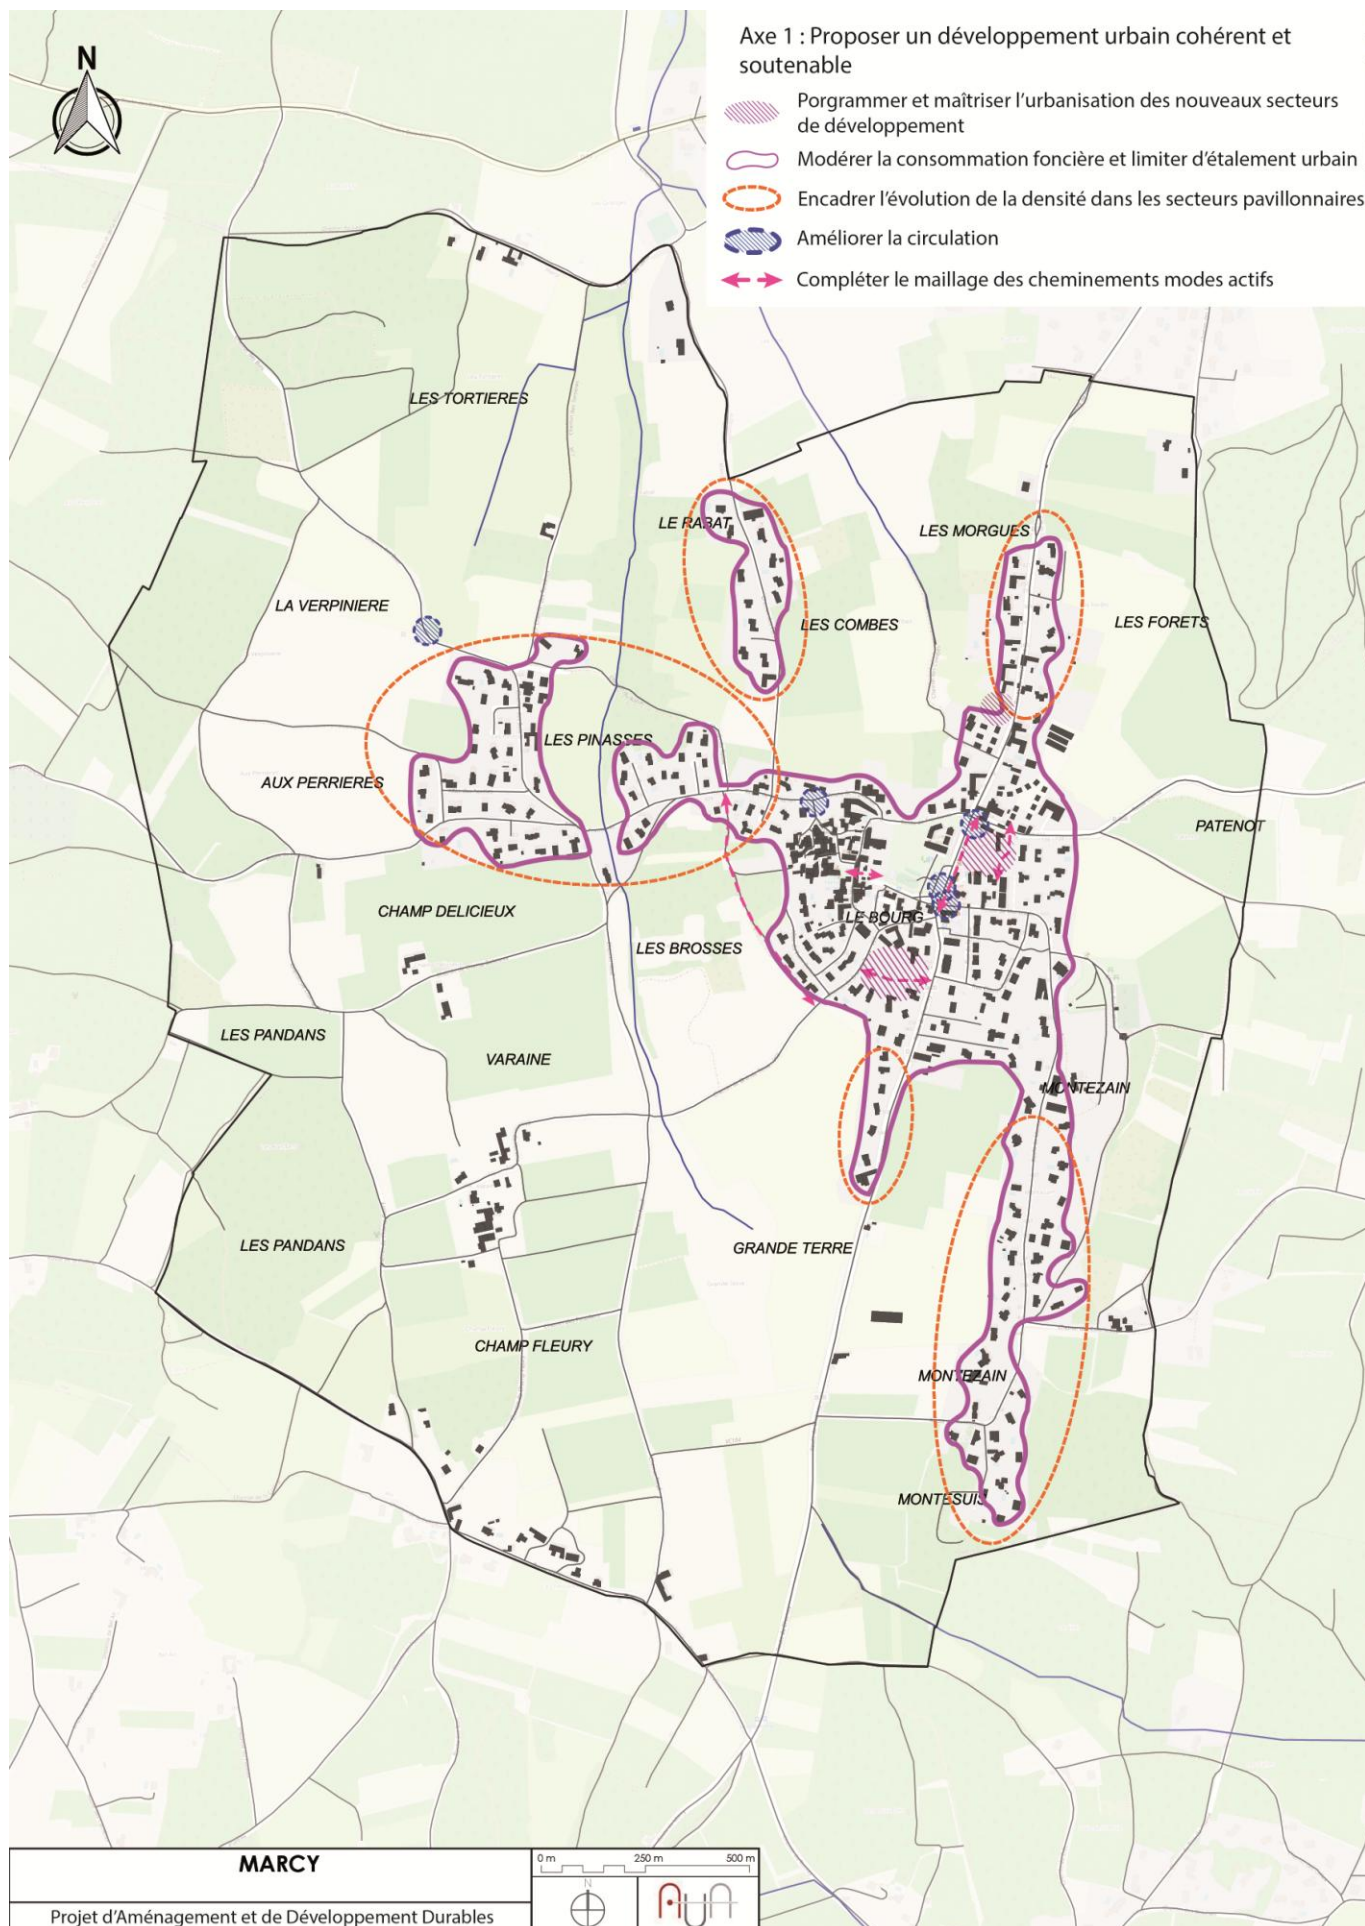 Axe 1 : Proposer un développement urbain cohérent et
soutenable
Porgrammer et maîtriser l'urbanisation des nouveaux secteurs
de développement
Modérer la consommation foncière et limiter d'étalement urbain
Encadrer l'évolution de la densité dans les secteurs pavillonnaires
Améliorer la circulation
Compléter le maillage des cheminements modes actifs
N
LES TORTIERES
LE RABAT
LES MORGUES
LA VERPINIERE
LES COMBES
LES FORETS
LES PINASSES
AUX PERRIERES
PATENOT
CHAMP DELICIEUX
LE BOURG
LES BROSSES
LES PANDANS
VARAINE
MONTEZAIN
LES PANDANS
GRANDE TERRE
CHAMP FLEURY
MONTEZAIN
MONTESUIS
MARCY
0 m 250 m 500 m
N
AUA
Projet d'Aménagement et de Développement Durables